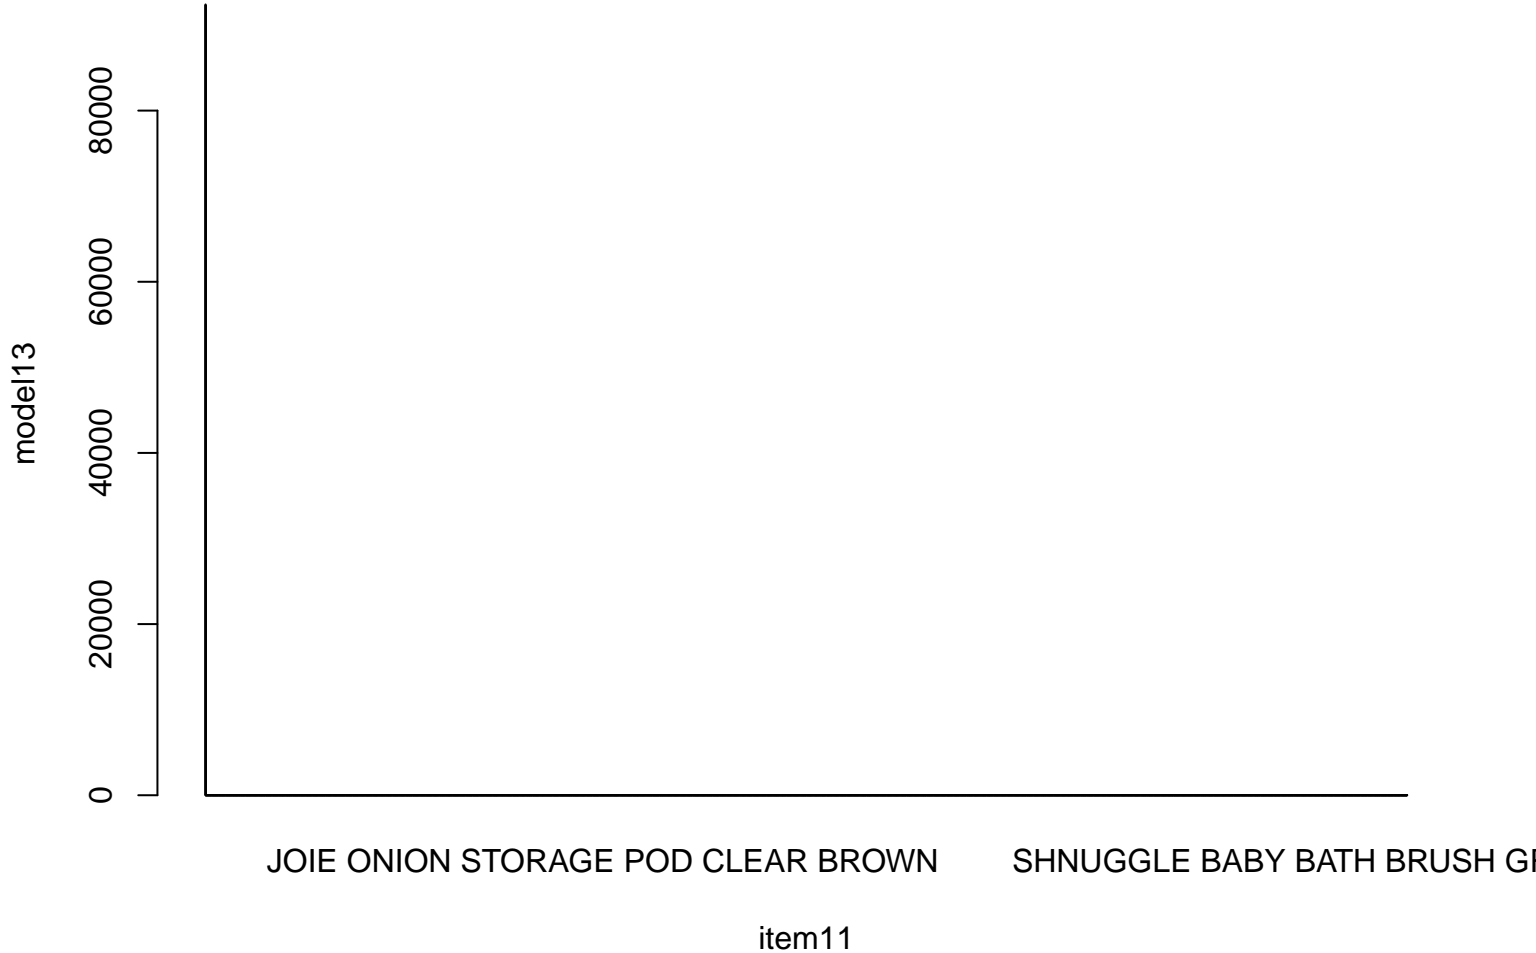 80000
60000
40000
20000
0
model13
JOIE ONION STORAGE POD CLEAR BROWN
SHNUGGLE BABY BATH BRUSH
item11